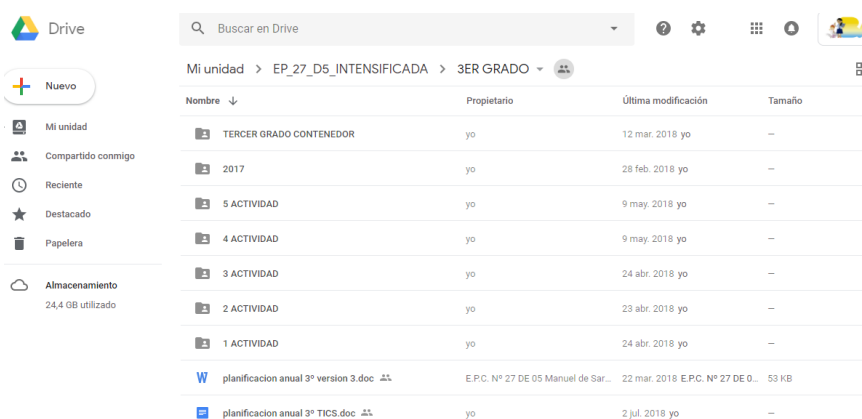 Drive
Buscar en Drive
Mi unidad > EP_27_D5_INTENSIFICADA > 3ER GRADO
Nuevo
Mi unidad
Compartido conmigo
Reciente
Destacado
Papelera
Almacenamiento
24,4 GB utilizado
Nombre Propietario Última modificación Tamaño
TERCER GRADO CONTENEDOR yo 12 mar. 2018 yo —
2017 yo 28 feb. 2018 yo —
5 ACTIVIDAD yo 9 may. 2018 yo —
4 ACTIVIDAD yo 9 may. 2018 yo —
3 ACTIVIDAD yo 24 abr. 2018 yo —
2 ACTIVIDAD yo 23 abr. 2018 yo —
1 ACTIVIDAD yo 24 abr. 2018 yo —
W planificacion anual 3º version 3.doc E.P.C. Nº 27 DE 05 Manuel de Sar... 22 mar. 2018 E.P.C. Nº 27 DE 0... 53 KB
planificacion anual 3º TICS.doc yo 2 jul. 2018 yo —